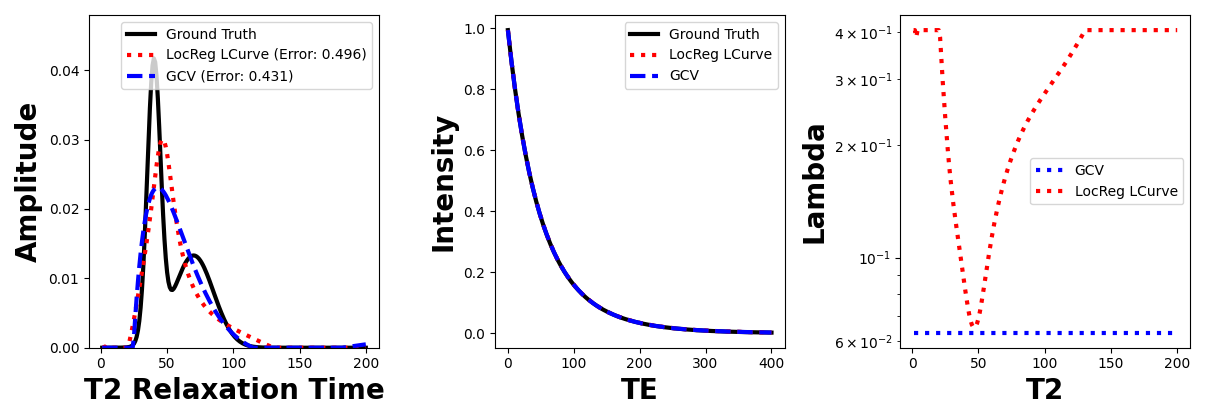 Amplitude
0.04
0.03
0.02
0.01
0.00
Ground Truth
LocReg LCurve (Error: 0.496)
GCV (Error: 0.431)
0 50 100 150 200
T2 Relaxation Time
Intensity
1.0
0.8
0.6
0.4
0.2
0.0
Ground Truth
LocReg LCurve
GCV
0 100 200 300 400
TE
Lambda
4 × 10⁻¹
3 × 10⁻¹
2 × 10⁻¹
10⁻¹
6 × 10⁻²
GCV
LocReg LCurve
0 50 100 150 200
T2